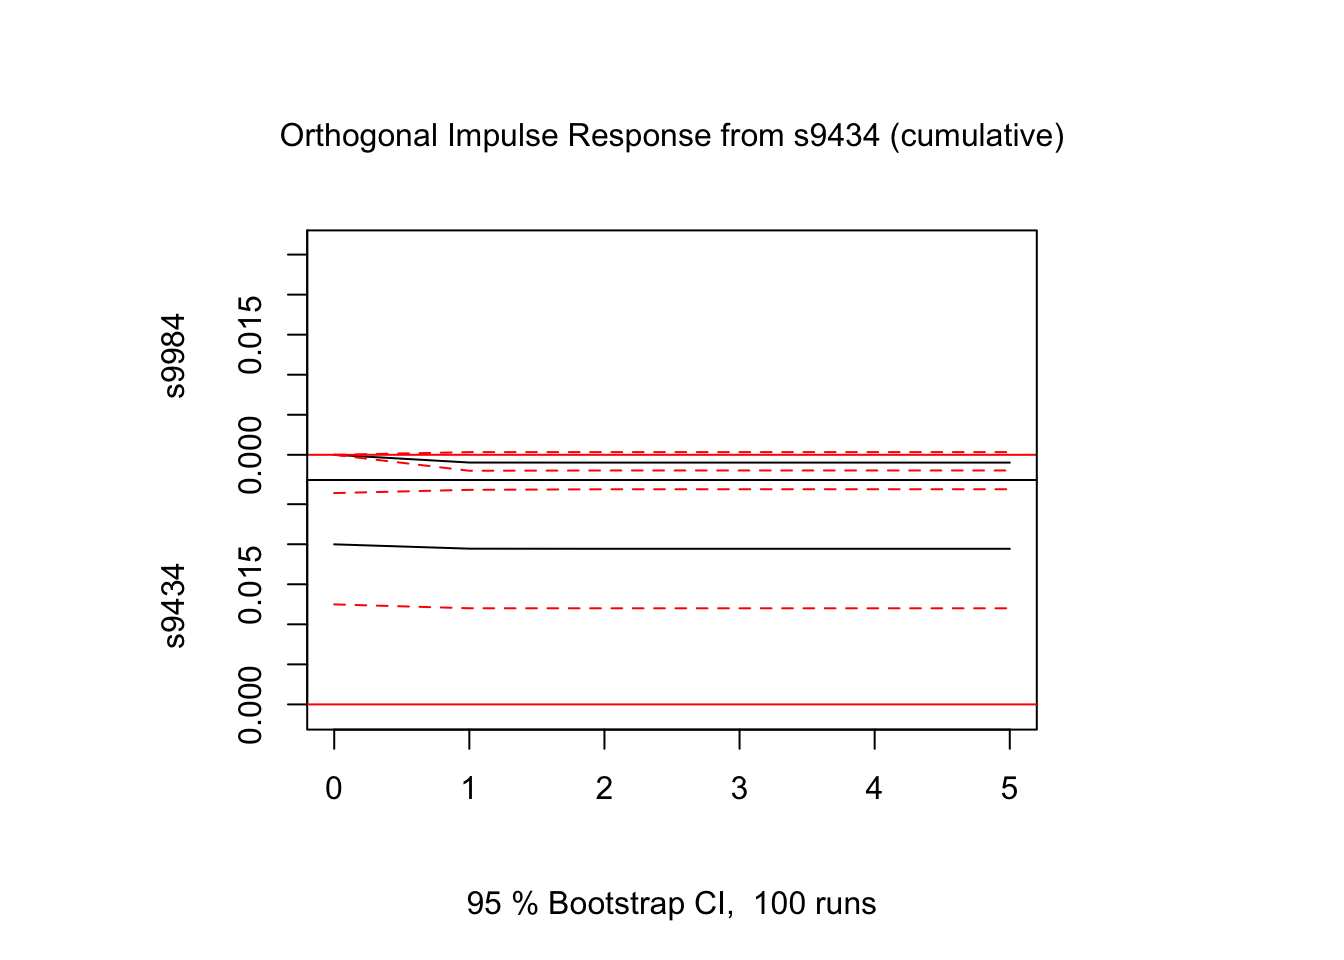 Orthogonal Impulse Response from s9434 (cumulative)
s9984
0.015
0.000
s9434
0.015
0.000
0 1 2 3 4 5
95 % Bootstrap CI,  100 runs